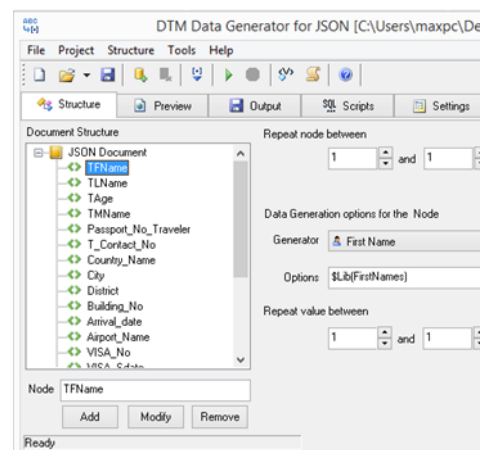 DTM Data Generator for JSON [C:\Users\maxpc\De
File Project Structure Tools Help
Structure Preview Output SQL Scripts Settings
Document Structure
JSON Document
TFName
TLName
TAge
TMName
Passport_No_Traveler
T_Contact_No
Country_Name
City
District
Building_No
Arrival_date
Airport_Name
VISA_No
VISA_Sdate
Node TFName
Add Modify Remove
Ready
Repeat node between
1 and 1
Data Generation options for the Node
Generator First Name
Options $Lib(FirstNames)
Repeat value between
1 and 1